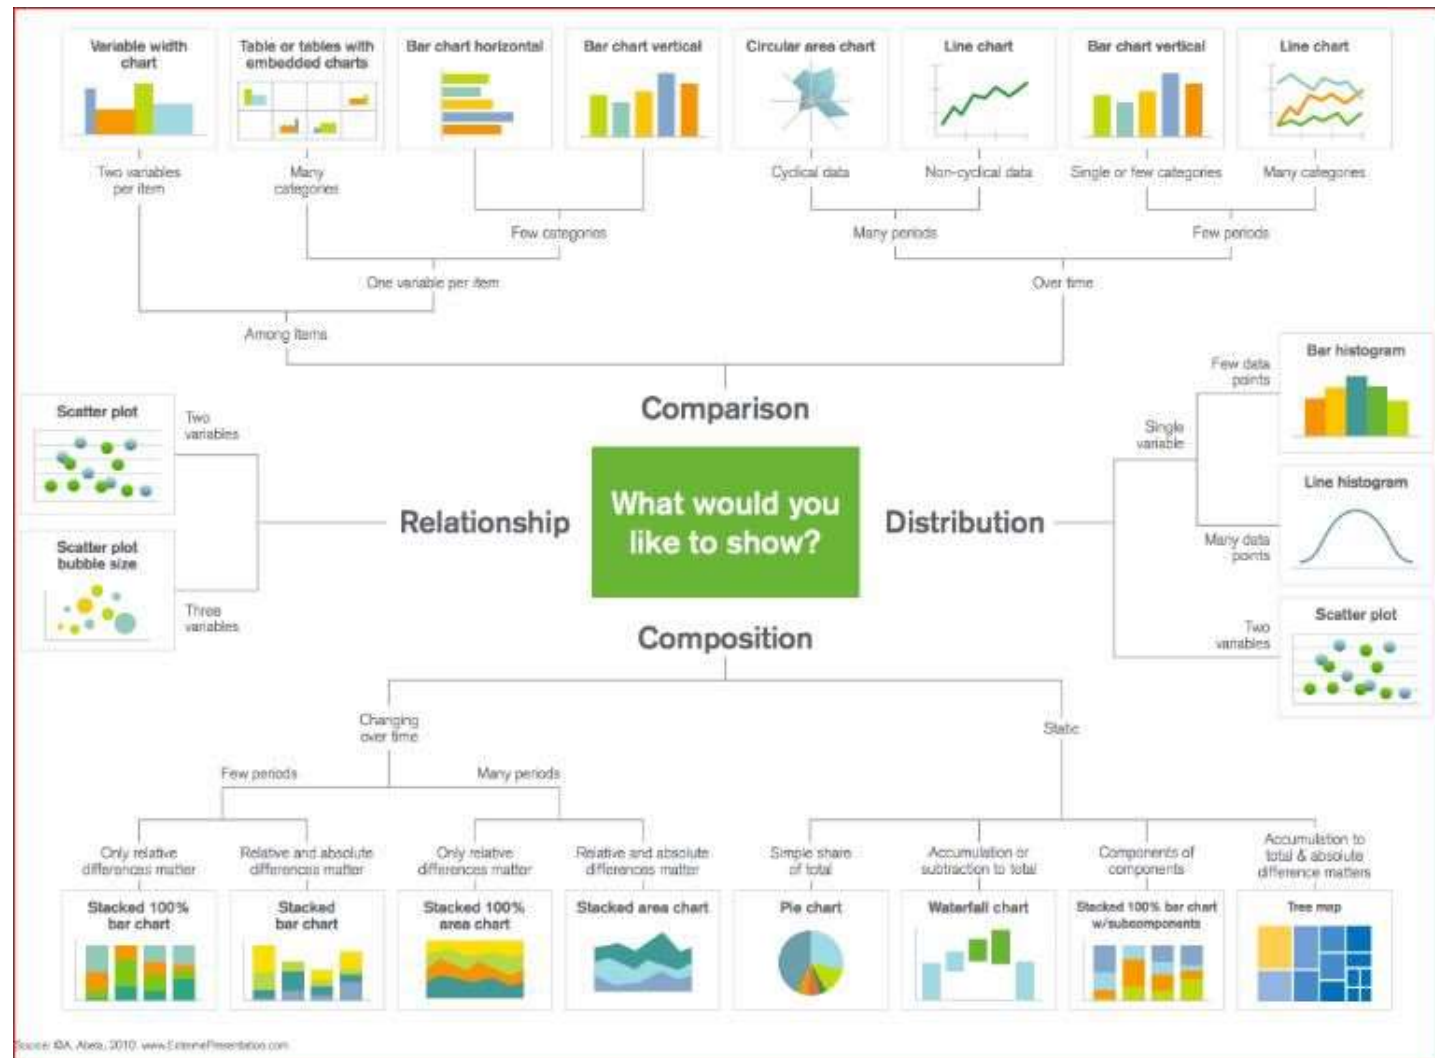 Variable width
chart
Table or tables with
embedded charts
Bar chart horizontal
Bar chart vertical
Circular area chart
Line chart
Bar chart vertical
Line chart
Two variables
per item
Many
categories
Cyclical data
Non-cyclical data
Single or few categories
Many categories
Few categories
Many periods
Few periods
One variable per item
Over time
Among items
Comparison
Scatter plot
Two
variables
Scatter plot
bubble size
Three
variables
Relationship
What would you
like to show?
Distribution
Single
variable
Few data
points
Bar histogram
Line histogram
Many data
points
Two
variables
Scatter plot
Composition
Changing
over time
Static
Few periods
Many periods
Only relative
differences matter
Relative and absolute
differences matter
Only relative
differences matter
Relative and absolute
differences matter
Simple share
of total
Accumulation or
subtraction to total
Components of
components
Accumulation to
total & absolute
difference matters
Stacked 100%
bar chart
Stacked
bar chart
Stacked 100%
area chart
Stacked area chart
Pie chart
Waterfall chart
Stacked 100% bar chart
w/subcomponents
Tree map
Source: ©A. Abela, 2010. www.ExtremePresentation.com